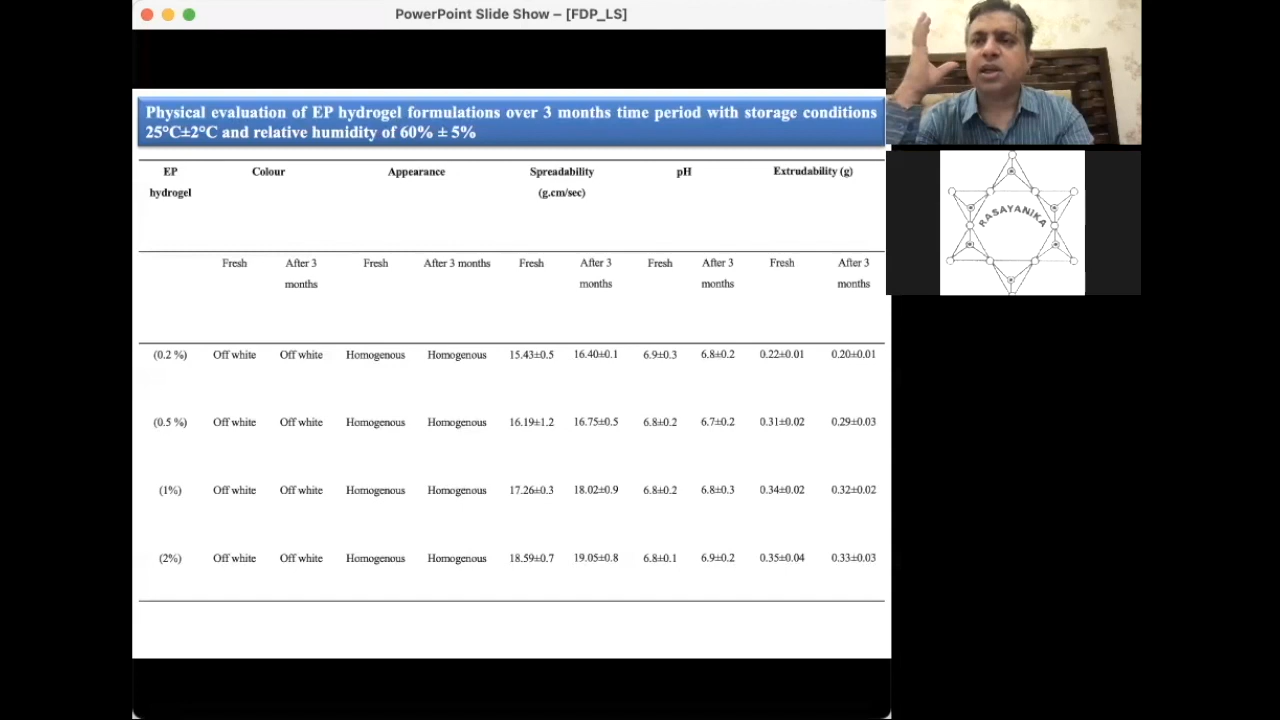 PowerPoint Slide Show – [FDP_LS]
Physical evaluation of EP hydrogel formulations over 3 months time period with storage conditions
25°C±2°C and relative humidity of 60% ± 5%
EP hydrogel Colour Appearance Spreadability (g.cm/sec) pH Extrudability (g)
Fresh After 3 months Fresh After 3 months Fresh After 3 months Fresh After 3 months Fresh After 3 months
(0.2 %) Off white Off white Homogenous Homogenous 15.43±0.5 16.40±0.1 6.9±0.3 6.8±0.2 0.22±0.01 0.20±0.01
(0.5 %) Off white Off white Homogenous Homogenous 16.19±1.2 16.75±0.5 6.8±0.2 6.7±0.2 0.31±0.02 0.29±0.03
(1%) Off white Off white Homogenous Homogenous 17.26±0.3 18.02±0.9 6.8±0.2 6.8±0.3 0.34±0.02 0.32±0.02
(2%) Off white Off white Homogenous Homogenous 18.59±0.7 19.05±0.8 6.8±0.1 6.9±0.2 0.35±0.04 0.33±0.03
RASAYANIKA